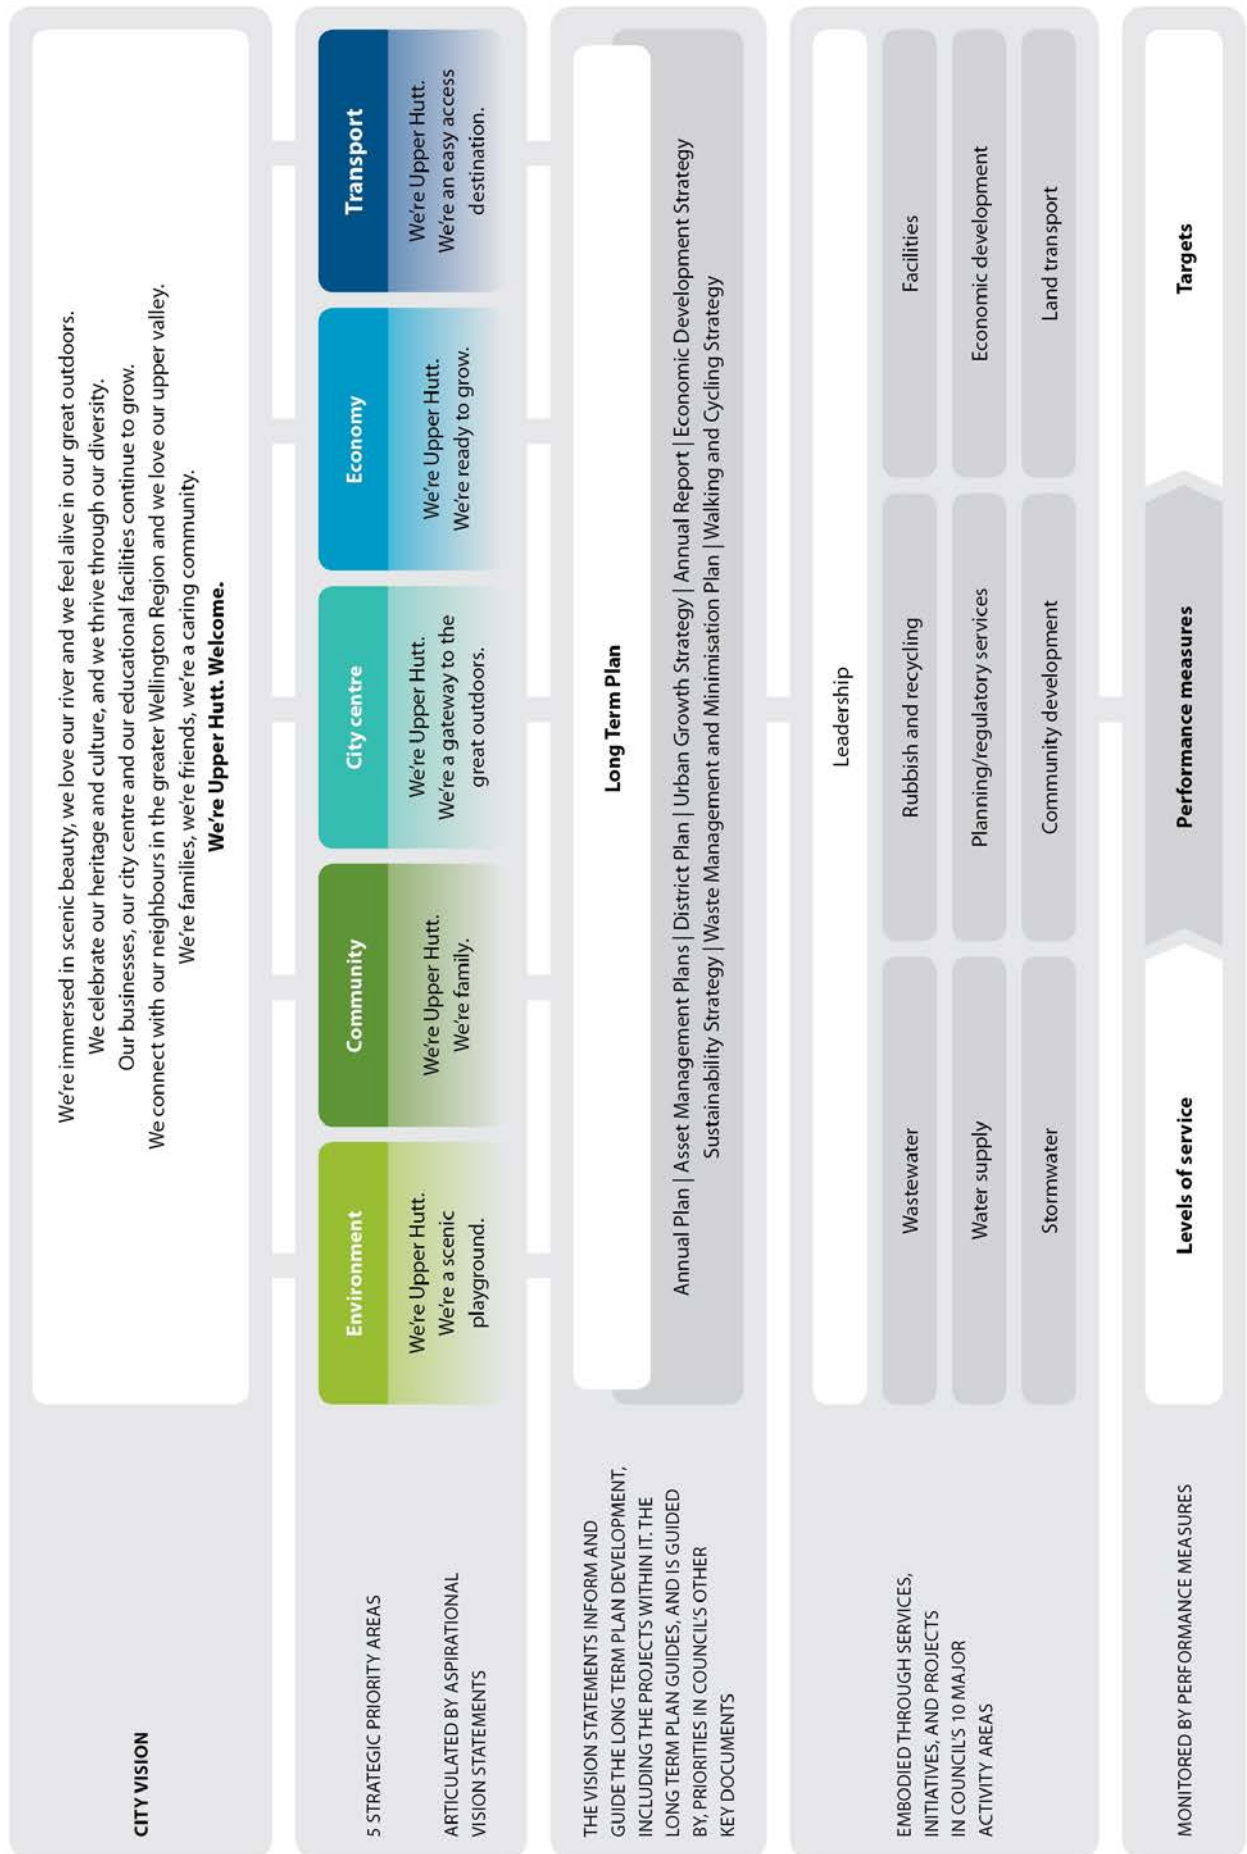 CITY VISION
We're immersed in scenic beauty, we love our river and we feel alive in our great outdoors.
We celebrate our heritage and culture, and we thrive through our diversity.
Our businesses, our city centre and our educational facilities continue to grow.
We connect with our neighbours in the greater Wellington Region and we love our upper valley.
We're families, we're friends, we're a caring community.
We're Upper Hutt. Welcome.
5 STRATEGIC PRIORITY AREAS
ARTICULATED BY ASPIRATIONAL
VISION STATEMENTS
Environment
We're Upper Hutt.
We're a scenic
playground.
Community
We're Upper Hutt.
We're family.
City centre
We're Upper Hutt.
We're a gateway to the
great outdoors.
Economy
We're Upper Hutt.
We're ready to grow.
Transport
We're Upper Hutt.
We're an easy access
destination.
THE VISION STATEMENTS INFORM AND
GUIDE THE LONG TERM PLAN DEVELOPMENT,
INCLUDING THE PROJECTS WITHIN IT. THE
LONG TERM PLAN GUIDES, AND IS GUIDED
BY, PRIORITIES IN COUNCIL'S OTHER
KEY DOCUMENTS
Long Term Plan
Annual Plan | Asset Management Plans | District Plan | Urban Growth Strategy | Annual Report | Economic Development Strategy
Sustainability Strategy | Waste Management and Minimisation Plan | Walking and Cycling Strategy
EMBODIED THROUGH SERVICES,
INITIATIVES, AND PROJECTS
IN COUNCIL'S 10 MAJOR
ACTIVITY AREAS
Leadership
Wastewater
Rubbish and recycling
Facilities
Water supply
Planning/regulatory services
Economic development
Stormwater
Community development
Land transport
MONITORED BY PERFORMANCE MEASURES
Levels of service
Performance measures
Targets